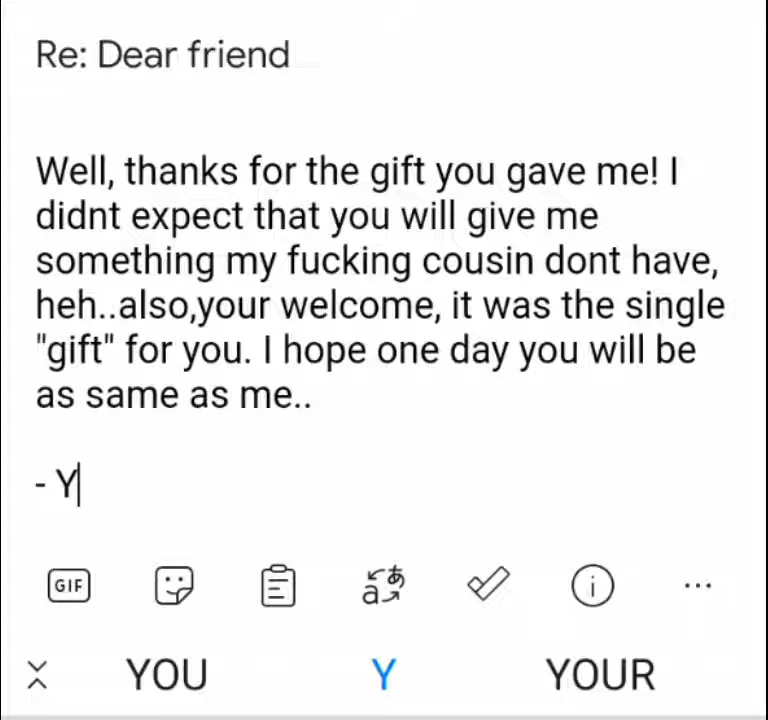 Re: Dear friend
Well, thanks for the gift you gave me! I
didnt expect that you will give me
something my fucking cousin dont have,
heh..also,your welcome, it was the single
"gift" for you. I hope one day you will be
as same as me..
- Y
GIF
aあ
YOU Y YOUR